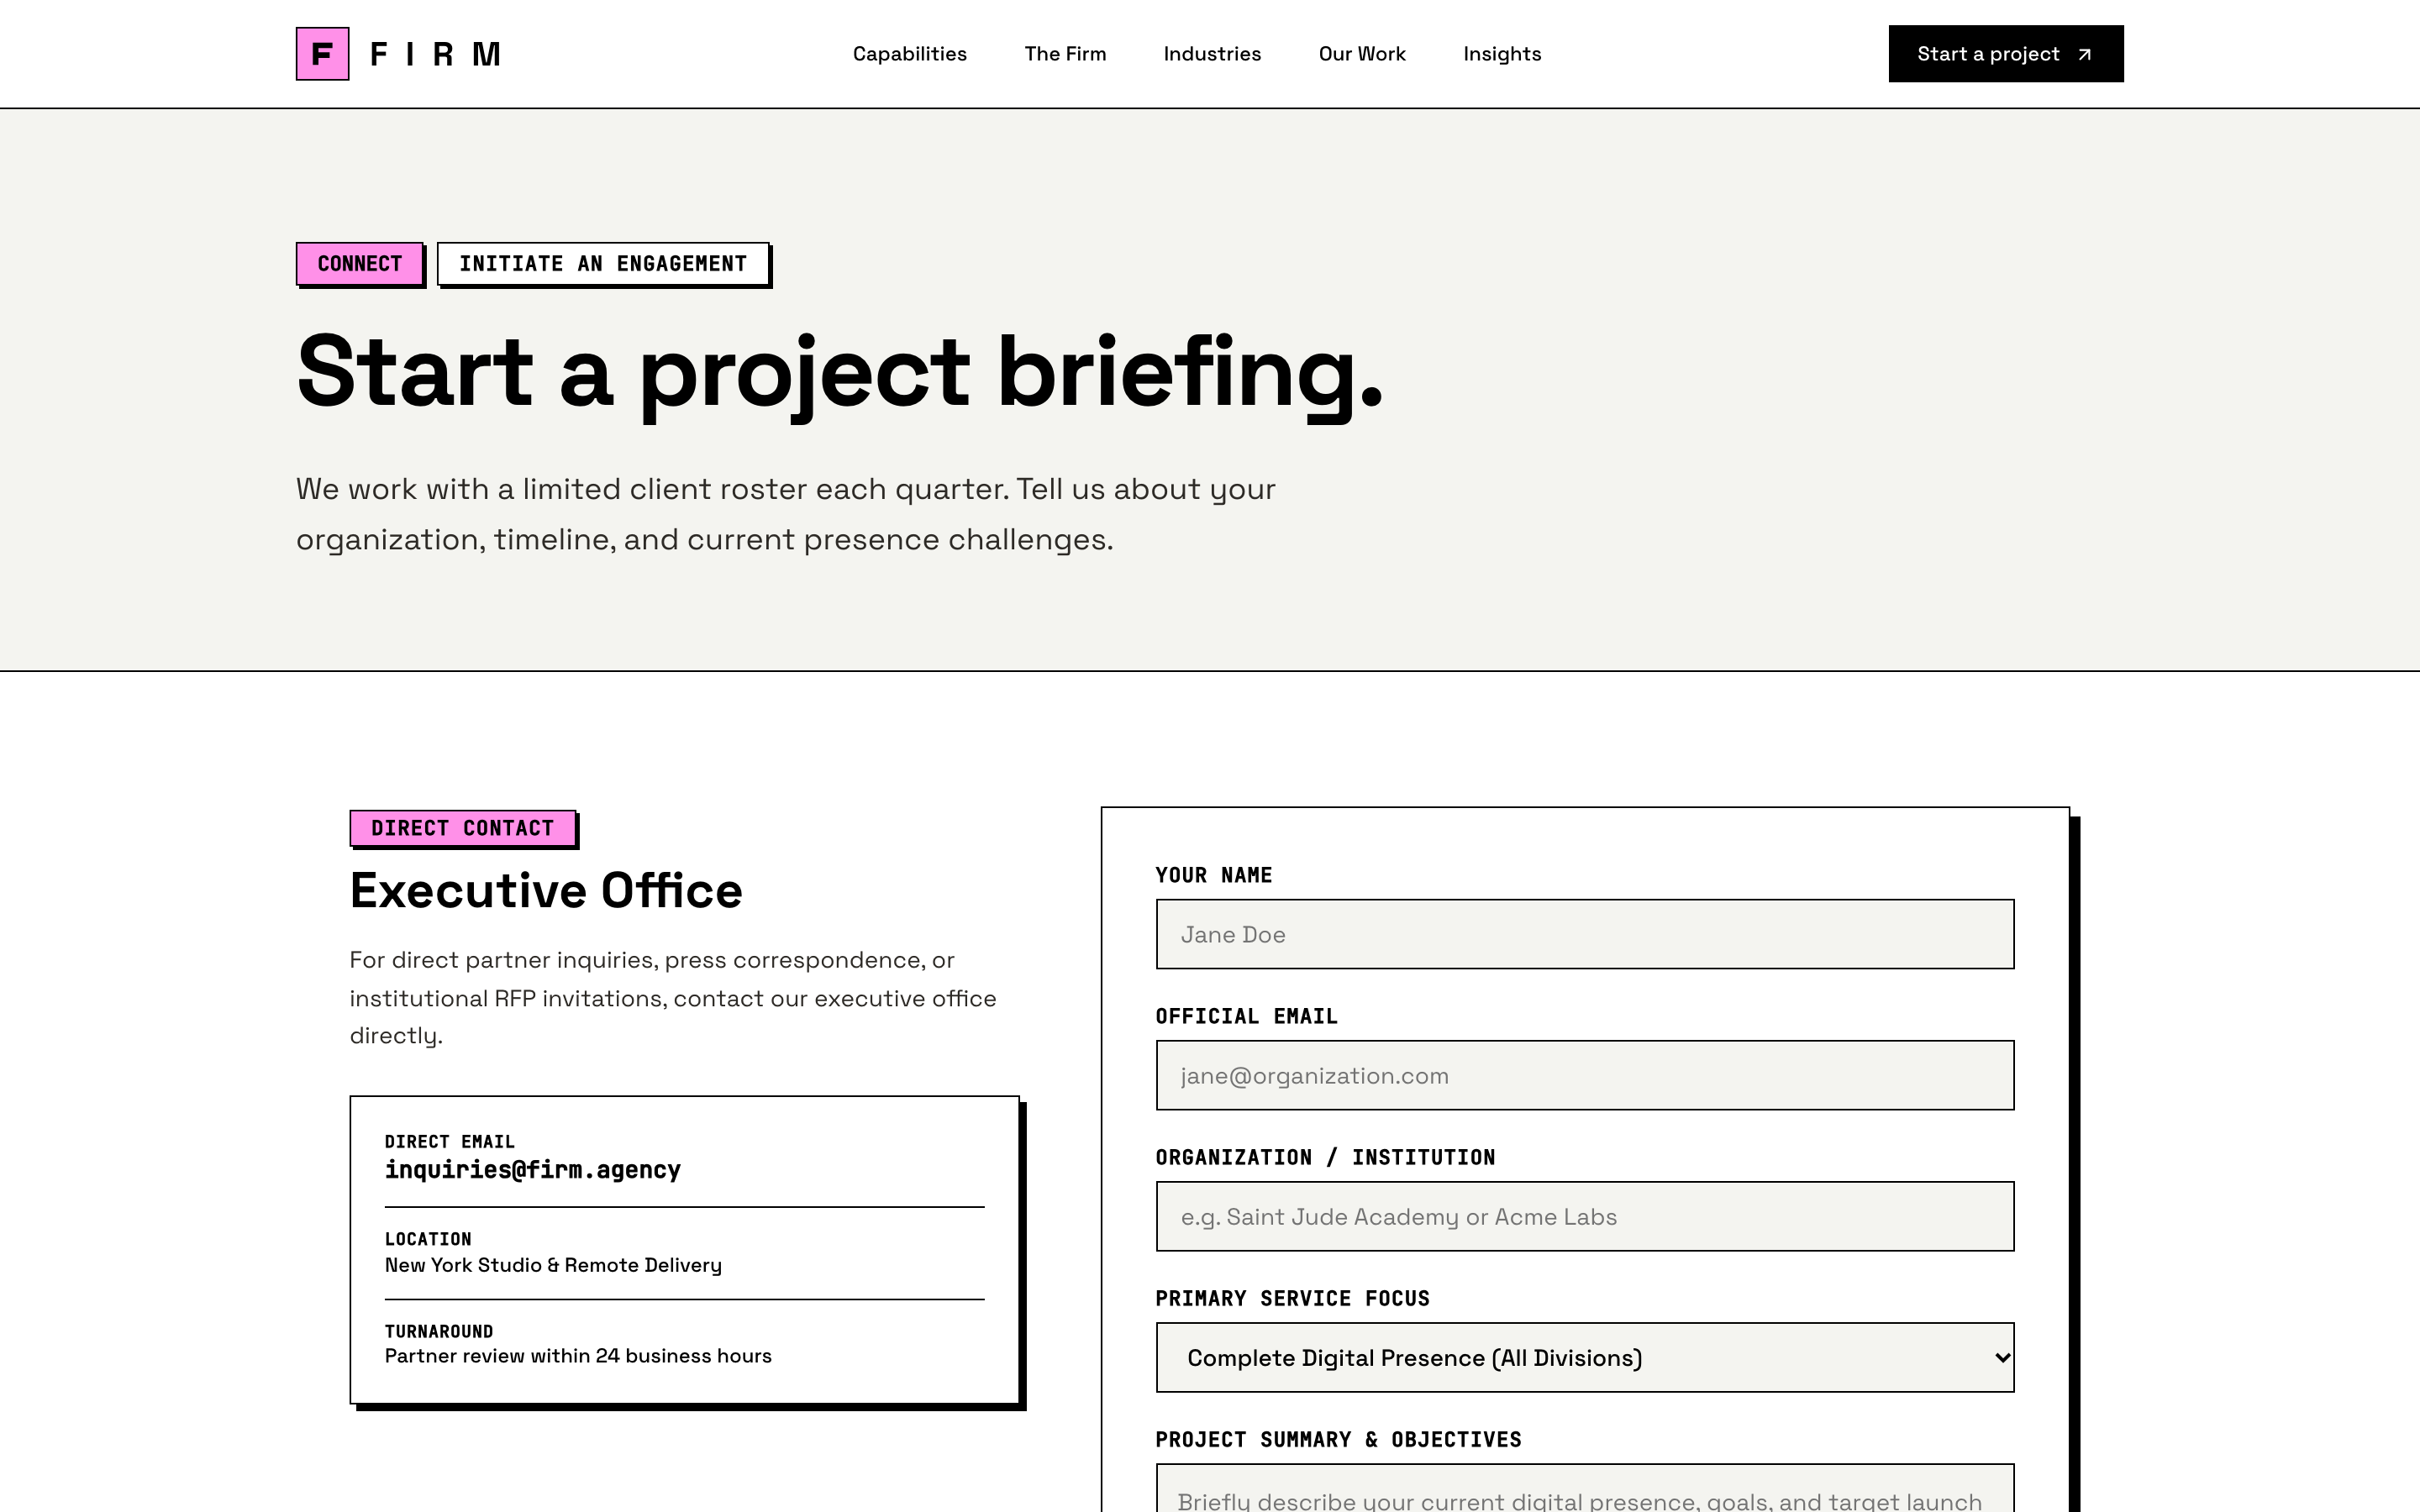 F FIRM
Capabilities
The Firm
Industries
Our Work
Insights
Start a project
CONNECT
INITIATE AN ENGAGEMENT
Start a project briefing.
We work with a limited client roster each quarter. Tell us about your
organization, timeline, and current presence challenges.
DIRECT CONTACT
Executive Office
For direct partner inquiries, press correspondence, or
institutional RFP invitations, contact our executive office
directly.
DIRECT EMAIL
inquiries@firm.agency
LOCATION
New York Studio & Remote Delivery
TURNAROUND
Partner review within 24 business hours
YOUR NAME
Jane Doe
OFFICIAL EMAIL
jane@organization.com
ORGANIZATION / INSTITUTION
e.g. Saint Jude Academy or Acme Labs
PRIMARY SERVICE FOCUS
Complete Digital Presence (All Divisions)
PROJECT SUMMARY & OBJECTIVES
Briefly describe your current digital presence, goals, and target launch